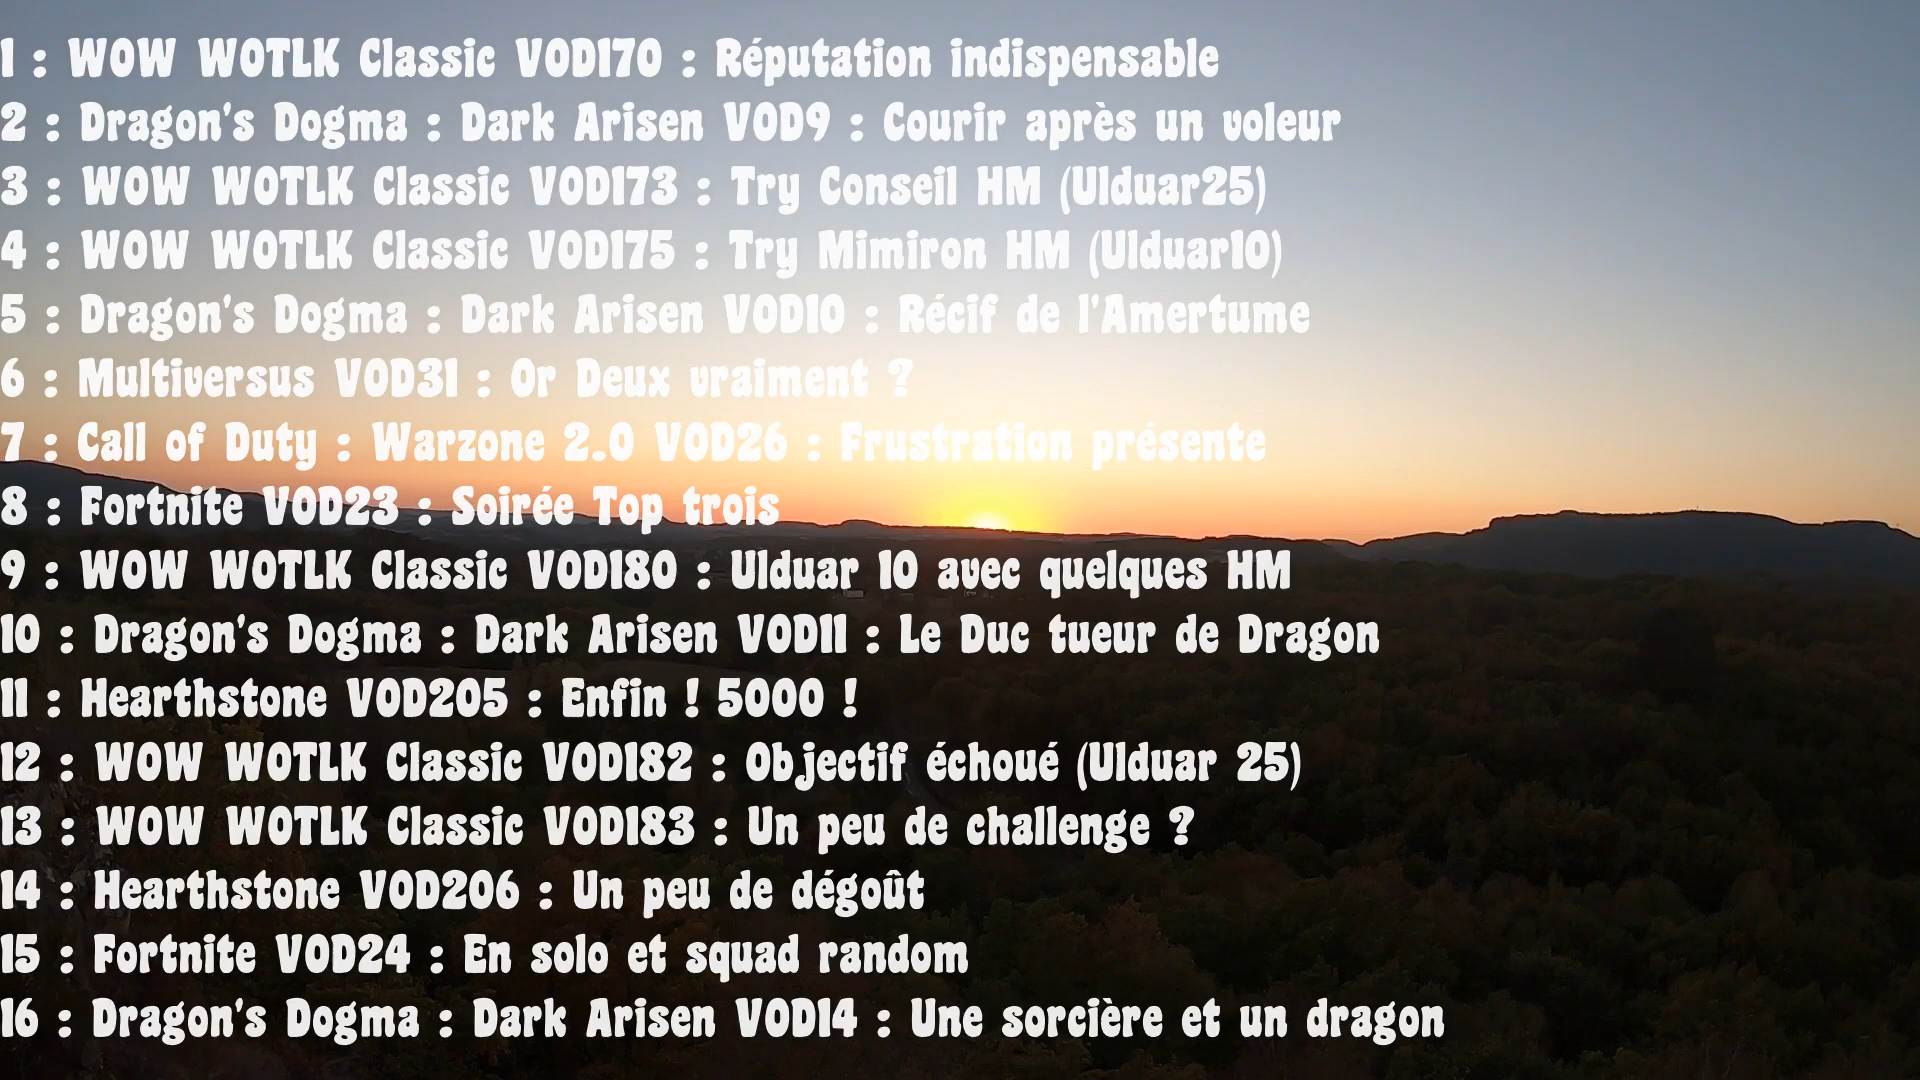 1 : WOW WOTLK Classic VOD170 : Réputation indispensable
2 : Dragon's Dogma : Dark Arisen VOD9 : Courir après un voleur
3 : WOW WOTLK Classic VOD173 : Try Conseil HM (Ulduar25)
4 : WOW WOTLK Classic VOD175 : Try Mimiron HM (Ulduar10)
5 : Dragon's Dogma : Dark Arisen VOD10 : Récif de l'Amertume
6 : Multiversus VOD31 : Or Deux vraiment ?
7 : Call of Duty : Warzone 2.0 VOD26 : Frustration présente
8 : Fortnite VOD23 : Soirée Top trois
9 : WOW WOTLK Classic VOD180 : Ulduar 10 avec quelques HM
10 : Dragon's Dogma : Dark Arisen VOD11 : Le Duc tueur de Dragon
11 : Hearthstone VOD205 : Enfin ! 5000 !
12 : WOW WOTLK Classic VOD182 : Objectif échoué (Ulduar 25)
13 : WOW WOTLK Classic VOD183 : Un peu de challenge ?
14 : Hearthstone VOD206 : Un peu de dégoût
15 : Fortnite VOD24 : En solo et squad random
16 : Dragon's Dogma : Dark Arisen VOD14 : Une sorcière et un dragon